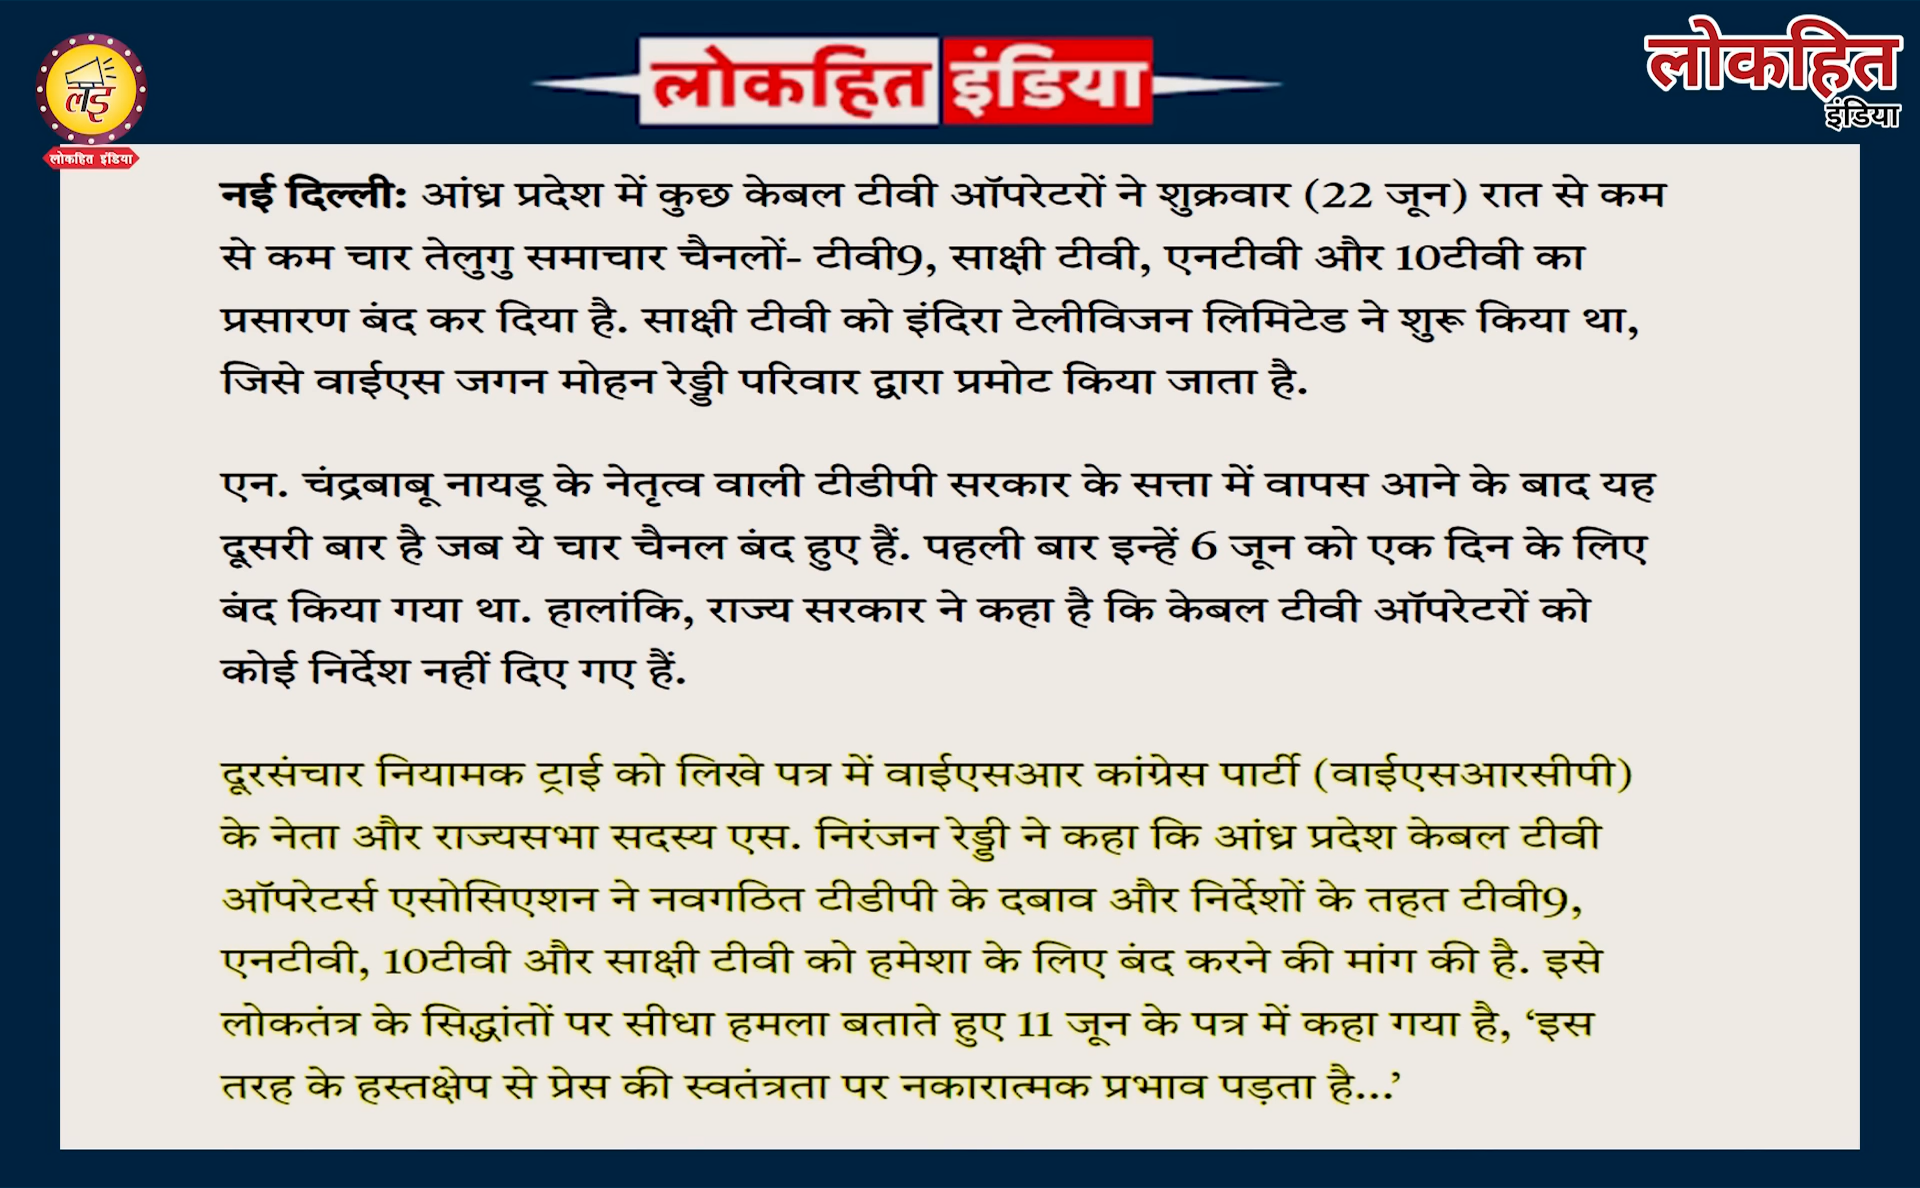 लोकहित इंडिया
लोकहित
इंडिया
लइ
लोकहित इंडिया
नई दिल्ली: आंध्र प्रदेश में कुछ केबल टीवी ऑपरेटरों ने शुक्रवार (22 जून) रात से कम
से कम चार तेलुगु समाचार चैनलों- टीवी9, साक्षी टीवी, एनटीवी और 10टीवी का
प्रसारण बंद कर दिया है. साक्षी टीवी को इंदिरा टेलीविजन लिमिटेड ने शुरू किया था,
जिसे वाईएस जगन मोहन रेड्डी परिवार द्वारा प्रमोट किया जाता है.
एन. चंद्रबाबू नायडू के नेतृत्व वाली टीडीपी सरकार के सत्ता में वापस आने के बाद यह
दूसरी बार है जब ये चार चैनल बंद हुए हैं. पहली बार इन्हें 6 जून को एक दिन के लिए
बंद किया गया था. हालांकि, राज्य सरकार ने कहा है कि केबल टीवी ऑपरेटरों को
कोई निर्देश नहीं दिए गए हैं.
दूरसंचार नियामक ट्राई को लिखे पत्र में वाईएसआर कांग्रेस पार्टी (वाईएसआरसीपी)
के नेता और राज्यसभा सदस्य एस. निरंजन रेड्डी ने कहा कि आंध्र प्रदेश केबल टीवी
ऑपरेटर्स एसोसिएशन ने नवगठित टीडीपी के दबाव और निर्देशों के तहत टीवी9,
एनटीवी, 10टीवी और साक्षी टीवी को हमेशा के लिए बंद करने की मांग की है. इसे
लोकतंत्र के सिद्धांतों पर सीधा हमला बताते हुए 11 जून के पत्र में कहा गया है, ‘इस
तरह के हस्तक्षेप से प्रेस की स्वतंत्रता पर नकारात्मक प्रभाव पड़ता है...’